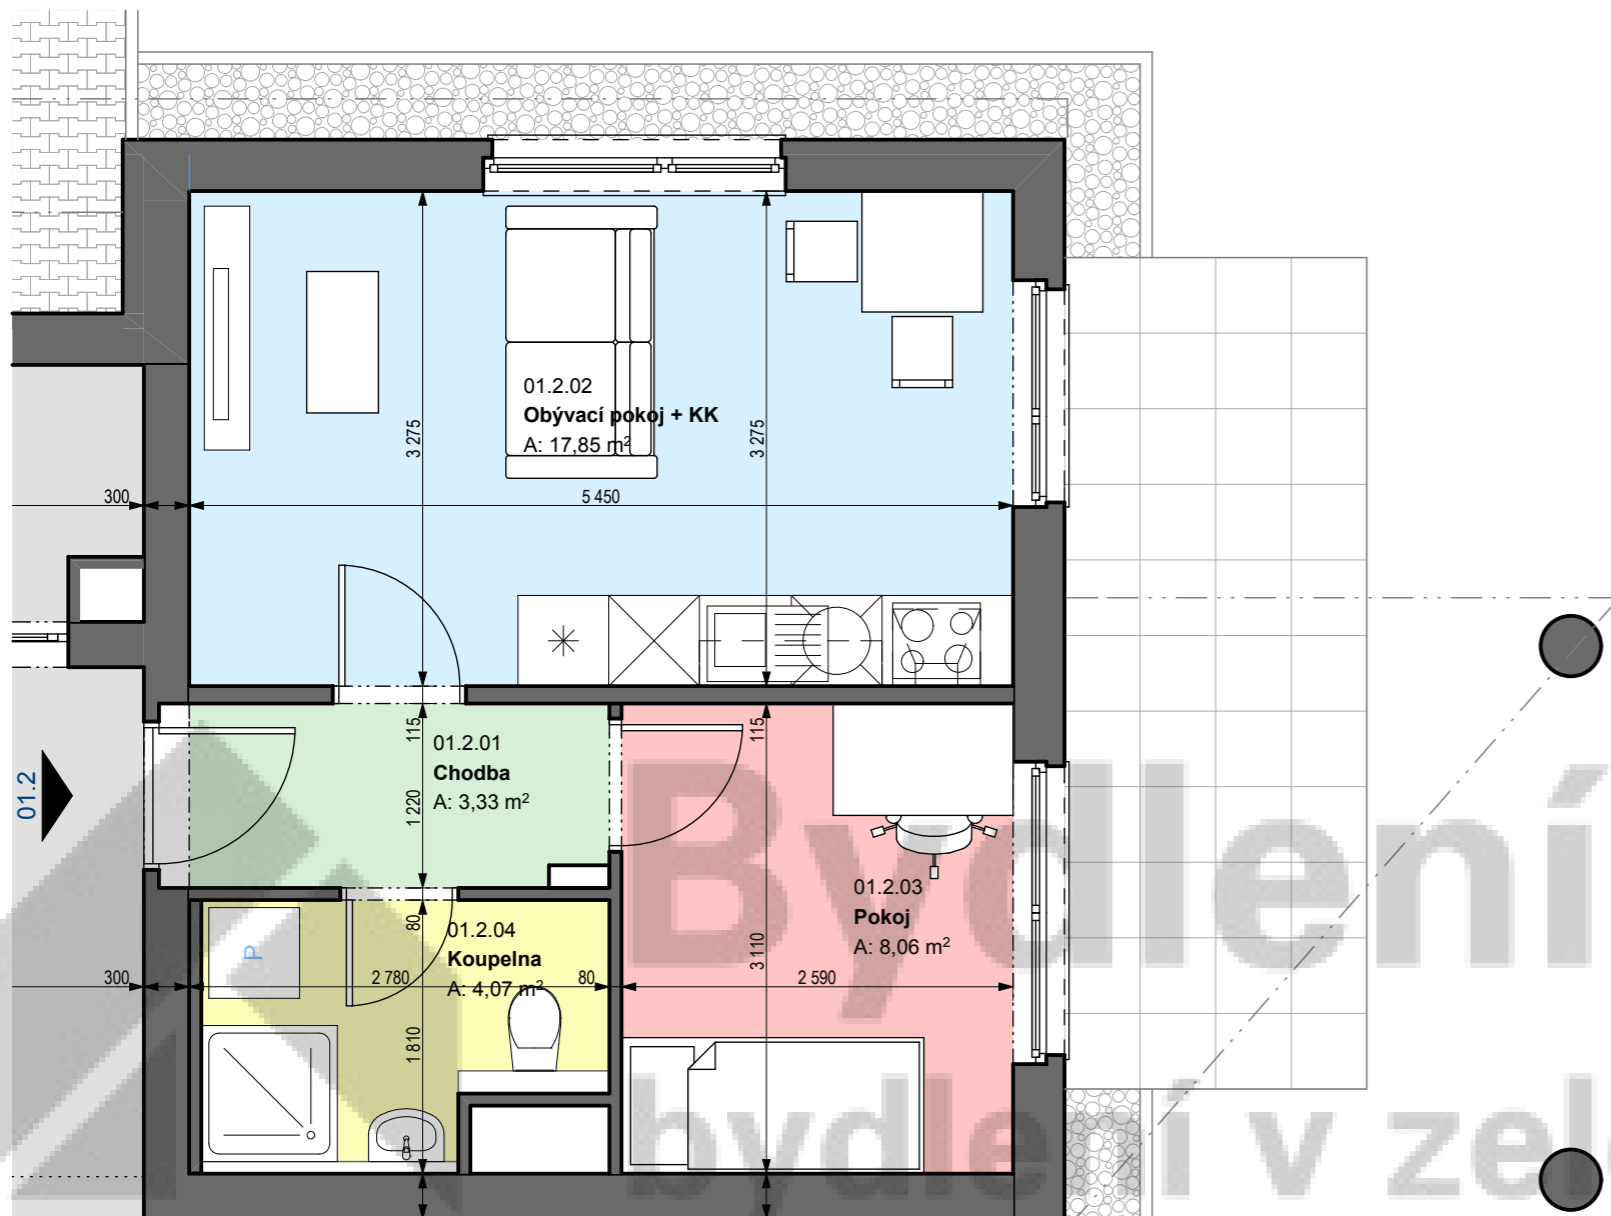 01.2.02
Obývací pokoj + KK
A: 17,85 m²
3 275
3 275
300
5 450
115
115
01.2.01
Chodba
A: 3,33 m²
1 220
01.2
01.2.03
Pokoj
A: 8,06 m²
3 110
80
01.2.04
Koupelna
A: 4,07 m²
P
300
2 780
80
2 590
1 810
Bydlení
bydlení v zel